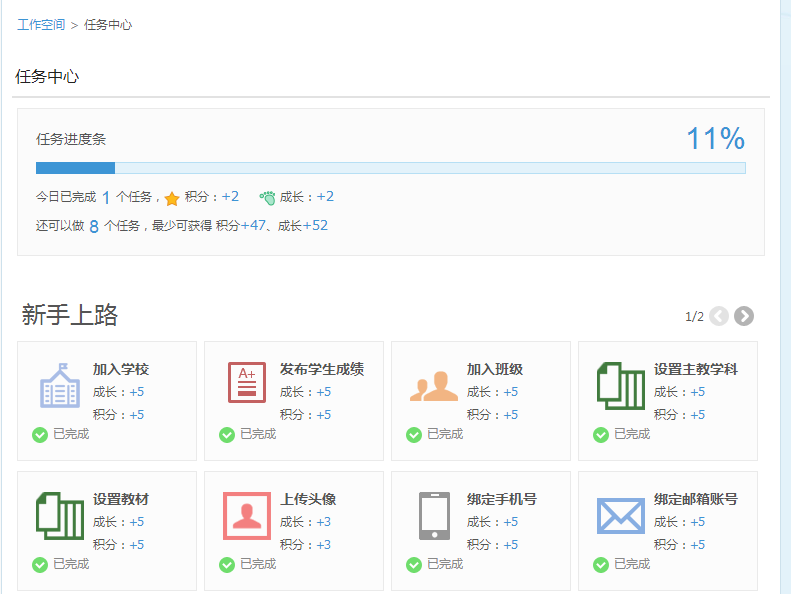 工作空间 > 任务中心
任务中心
任务进度条
11%
今日已完成 1 个任务，积分：+2 成长：+2
还可以做 8 个任务，最少可获得 积分+47、成长+52
新手上路
1/2
加入学校
成长：+5
积分：+5
已完成
A+
发布学生成绩
成长：+5
积分：+5
已完成
加入班级
成长：+5
积分：+5
已完成
设置主教学科
成长：+5
积分：+5
已完成
设置教材
成长：+5
积分：+5
已完成
上传头像
成长：+3
积分：+3
已完成
绑定手机号
成长：+5
积分：+5
已完成
绑定邮箱账号
成长：+5
积分：+5
已完成